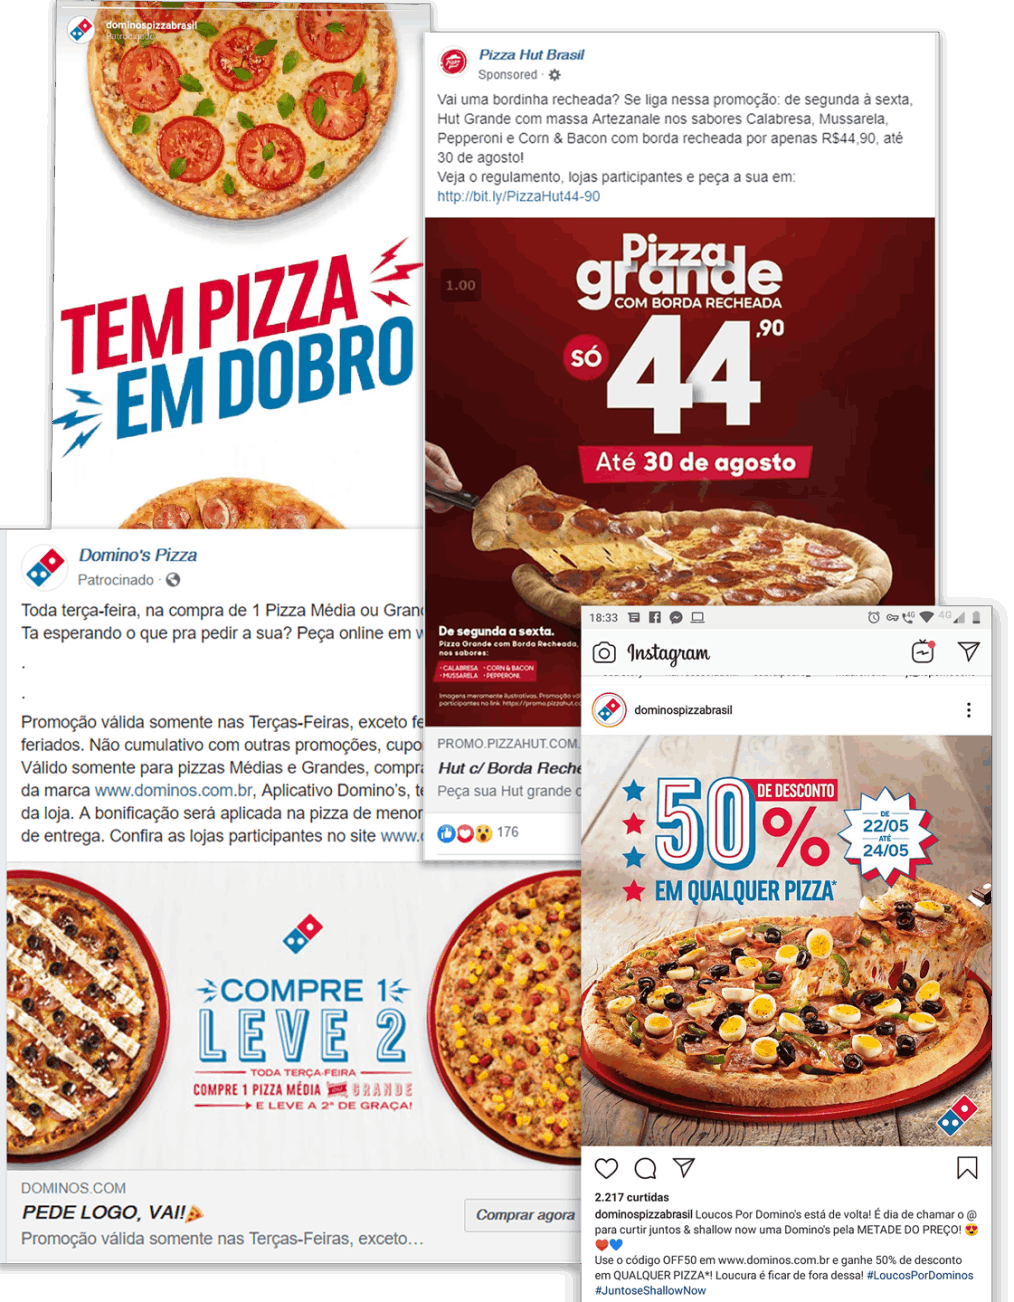 dominospizzabrasil
Patrocinado
TEM PIZZA
EM DOBRO
Pizza Hut Brasil
Sponsored ·
Vai uma bordinha recheada? Se liga nessa promoção: de segunda à sexta,
Hut Grande com massa Artezanale nos sabores Calabresa, Mussarela,
Pepperoni e Corn & Bacon com borda recheada por apenas R$44,90, até
30 de agosto!
Veja o regulamento, lojas participantes e peça a sua em:
http://bit.ly/PizzaHut44-90
1.00
Pizza
grande
COM BORDA RECHEADA
SÓ
44,90
Até 30 de agosto
De segunda a sexta.
Pizza Grande com Borda Recheada,
nos sabores:
· CALABRESA · CORN & BACON
· MUSSARELA · PEPPERONI.
Imagens meramente ilustrativas. Promoção
participantes no link: https://promo.pizzahut.co
PROMO.PIZZAHUT.COM.
Hut c/ Borda Reche
Peça sua Hut grande c
176
Domino's Pizza
Patrocinado ·
Toda terça-feira, na compra de 1 Pizza Média ou Gran
Ta esperando o que pra pedir a sua? Peça online em w
.
.
Promoção válida somente nas Terças-Feiras, exceto fe
feriados. Não cumulativo com outras promoções, cupo
Válido somente para pizzas Médias e Grandes, compra
da marca www.dominos.com.br, Aplicativo Domino's, te
da loja. A bonificação será aplicada na pizza de menor
de entrega. Confira as lojas participantes no site www.
COMPRE 1
LEVE 2
TODA TERÇA-FEIRA
COMPRE 1 PIZZA MÉDIA GRANDE
E LEVE A 2ª DE GRAÇA!
DOMINOS.COM
PEDE LOGO, VAI!🍕
Promoção válida somente nas Terças-Feiras, exceto…
Comprar agora
18:33
4G
4G
Instagram
dominospizzabrasil
50% DE DESCONTO
EM QUALQUER PIZZA*
DE
22/05
ATÉ
24/05
2.217 curtidas
dominospizzabrasil Loucos Por Domino's está de volta! É dia de chamar o @
para curtir juntos & shallow now uma Domino's pela METADE DO PREÇO! 😍
❤️💙
Use o código OFF50 em www.dominos.com.br e ganhe 50% de desconto
em QUALQUER PIZZA*! Loucura é ficar de fora dessa! #LoucosPorDominos
#JuntoseShallowNow